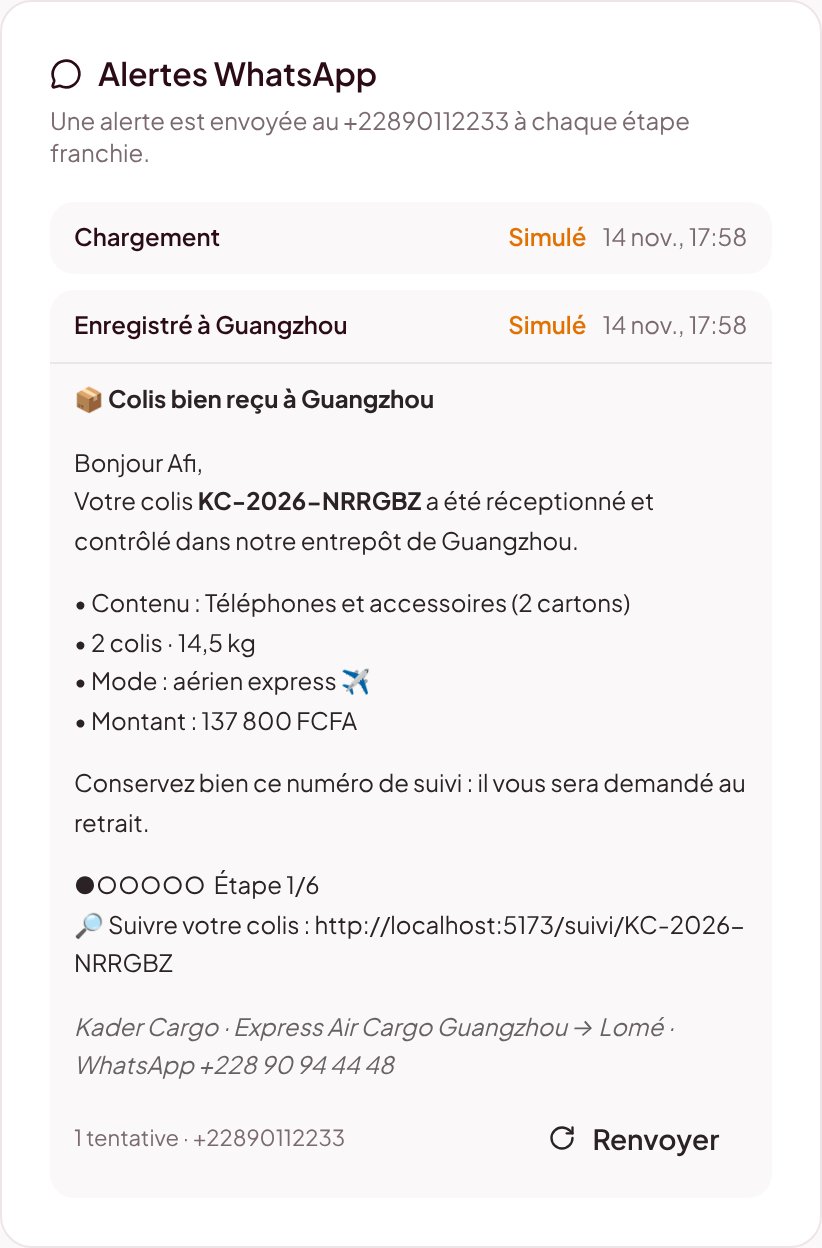 Alertes WhatsApp
Une alerte est envoyée au +22890112233 à chaque étape
franchie.
Chargement Simulé 14 nov., 17:58
Enregistré à Guangzhou Simulé 14 nov., 17:58
📦 Colis bien reçu à Guangzhou
Bonjour Afi,
Votre colis KC-2026-NRRGBZ a été réceptionné et
contrôlé dans notre entrepôt de Guangzhou.
• Contenu : Téléphones et accessoires (2 cartons)
• 2 colis · 14,5 kg
• Mode : aérien express ✈️
• Montant : 137 800 FCFA
Conservez bien ce numéro de suivi : il vous sera demandé au
retrait.
●○○○○○ Étape 1/6
🔎 Suivre votre colis : http://localhost:5173/suivi/KC-2026-
NRRGBZ
Kader Cargo · Express Air Cargo Guangzhou → Lomé ·
WhatsApp +228 90 94 44 48
1 tentative · +22890112233 Renvoyer